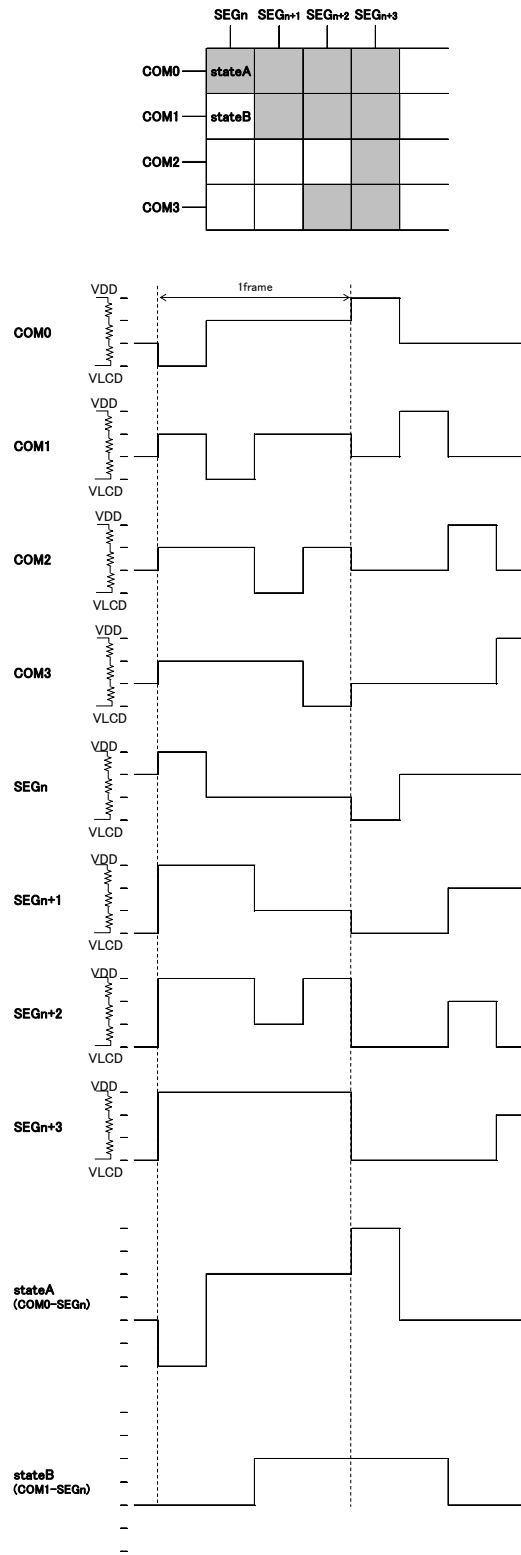 SEGn SEGn+1 SEGn+2 SEGn+3
COM0 stateA
COM1 stateB
COM2
COM3
1frame
VDD
COM0
VLCD
VDD
COM1
VLCD
VDD
COM2
VLCD
VDD
COM3
VLCD
VDD
SEGn
VLCD
VDD
SEGn+1
VLCD
VDD
SEGn+2
VLCD
VDD
SEGn+3
VLCD
stateA
(COM0-SEGn)
stateB
(COM1-SEGn)